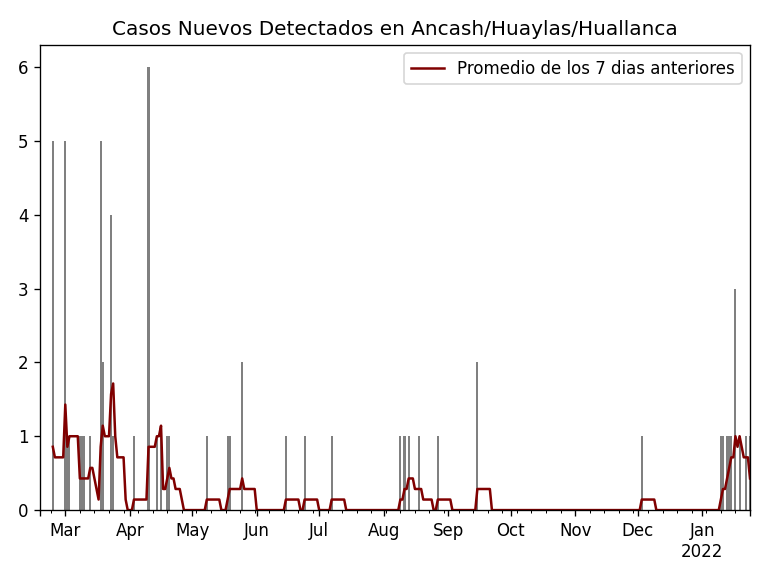 Casos Nuevos Detectados en Ancash/Huaylas/Huallanca
Promedio de los 7 dias anteriores
6
5
4
3
2
1
0
Mar Apr May Jun Jul Aug Sep Oct Nov Dec Jan
2022